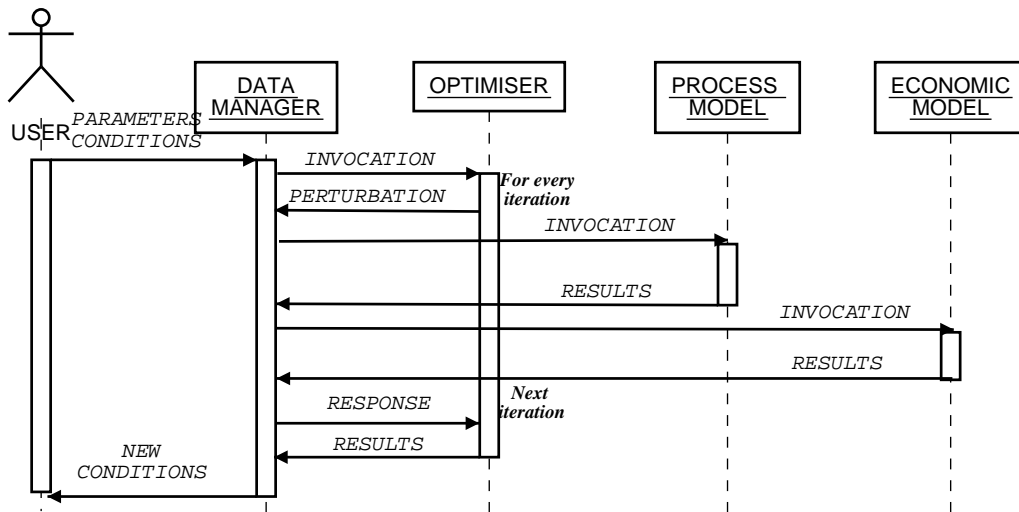 DATA
MANAGER
OPTIMISER
PROCESS
MODEL
ECONOMIC
MODEL
USER
PARAMETERS
CONDITIONS
INVOCATION
For every
iteration
PERTURBATION
INVOCATION
RESULTS
INVOCATION
RESULTS
Next
iteration
RESPONSE
RESULTS
NEW
CONDITIONS